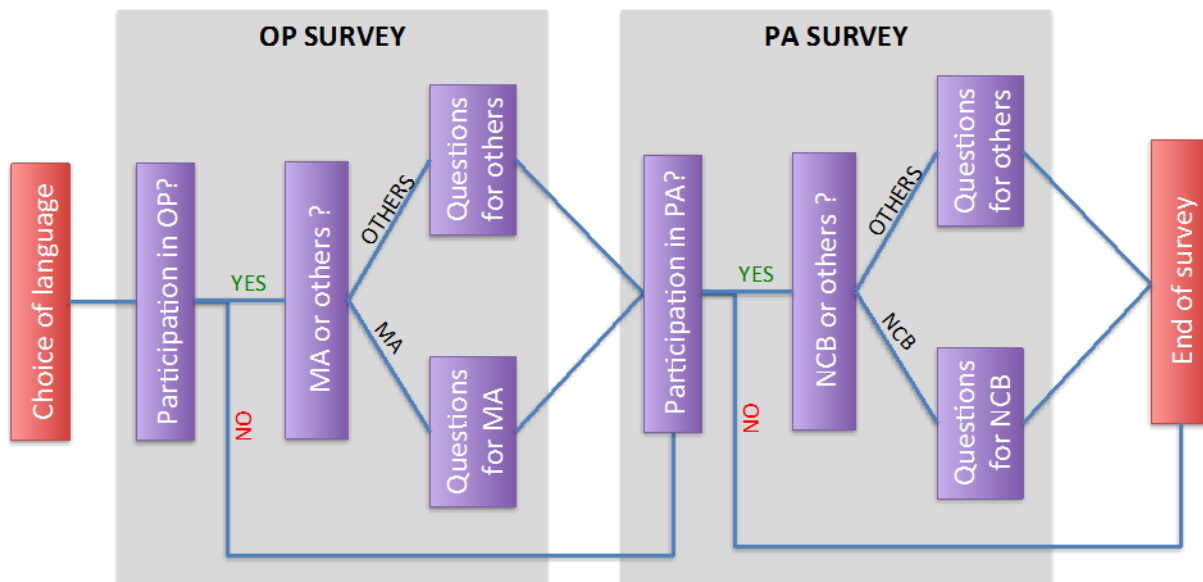 OP SURVEY
PA SURVEY
Choice of language
Participation in OP?
YES
NO
MA or others ?
OTHERS
MA
Questions
for others
Questions
for MA
Participation in PA?
YES
NO
NCB or others ?
OTHERS
NCB
Questions
for others
Questions
for NCB
End of survey